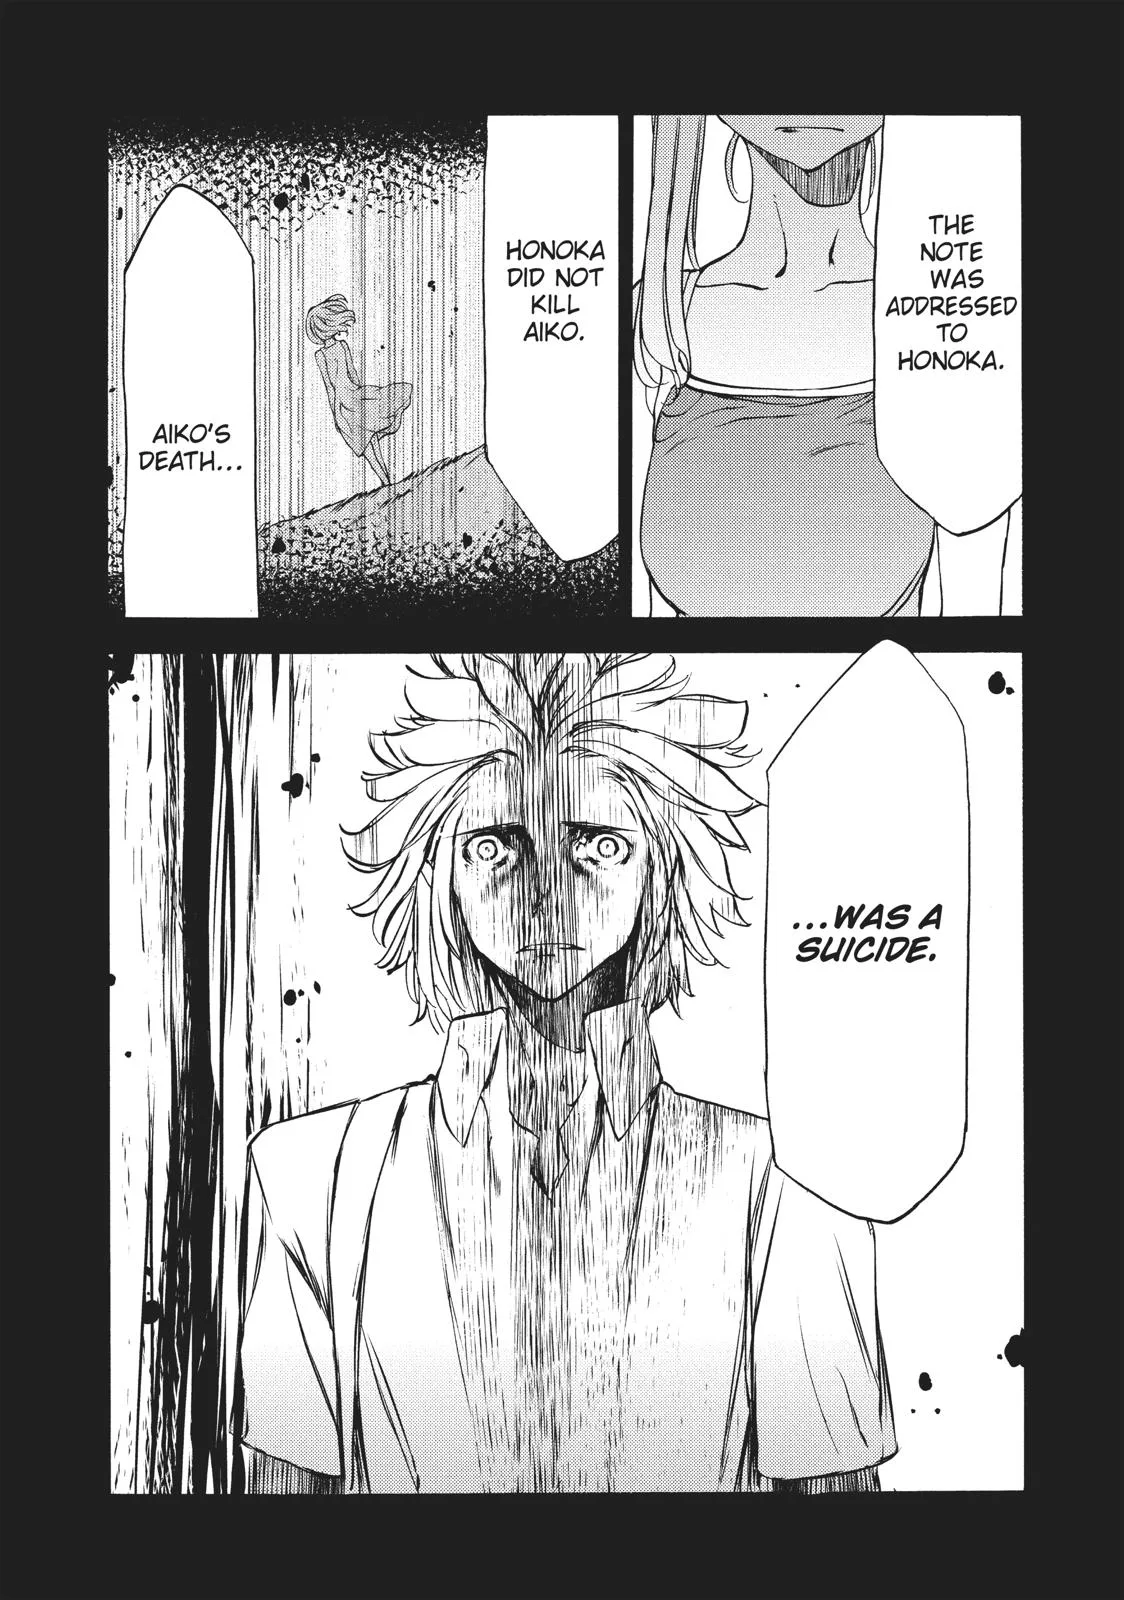 THE
NOTE
WAS
ADDRESSED
TO
HONOKA.
HONOKA
DID NOT
KILL
AIKO.
AIKO'S
DEATH...
...WAS A
SUICIDE.